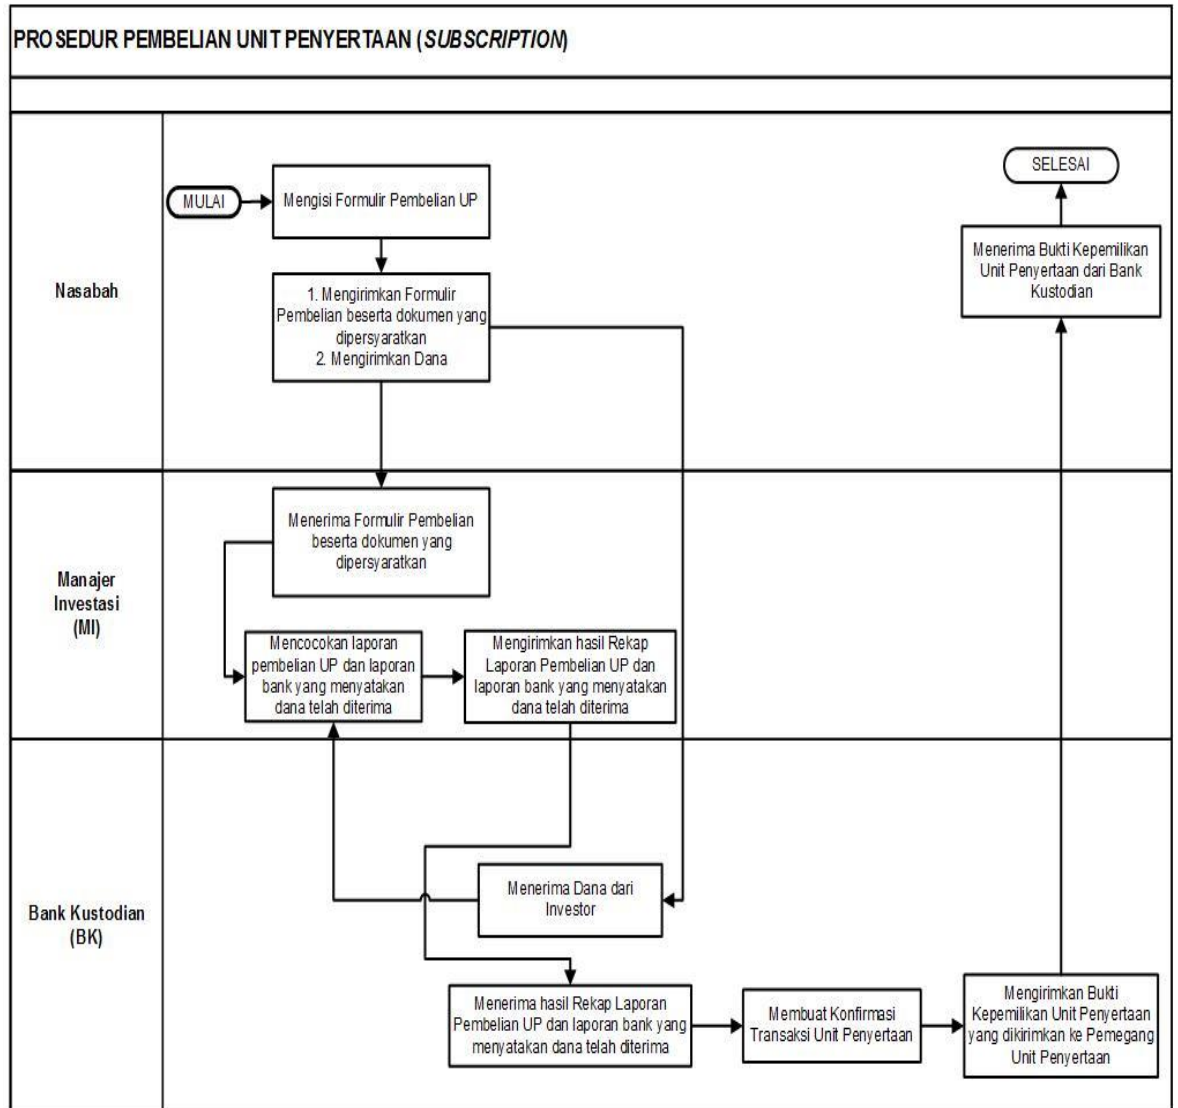 PROSEDUR PEMBELIAN UNIT PENYERTAAN (SUBSCRIPTION)
Nasabah
MULAI
Mengisi Formulir Pembelian UP
1. Mengirimkan Formulir
Pembelian beserta dokumen yang
dipersyaratkan
2. Mengirimkan Dana
SELESAI
Menerima Bukti Kepemilikan
Unit Penyertaan dari Bank
Kustodian
Manajer
Investasi
(MI)
Menerima Formulir Pembelian
beserta dokumen yang
dipersyaratkan
Mencocokan laporan
pembelian UP dan laporan
bank yang menyatakan
dana telah diterima
Mengirimkan hasil Rekap
Laporan Pembelian UP dan
laporan bank yang menyatakan
dana telah diterima
Bank Kustodian
(BK)
Menerima Dana dari
Investor
Menerima hasil Rekap Laporan
Pembelian UP dan laporan bank yang
menyatakan dana telah diterima
Membuat Konfirmasi
Transaksi Unit Penyertaan
Mengirimkan Bukti
Kepemilikan Unit Penyertaan
yang dikirimkan ke Pemegang
Unit Penyertaan